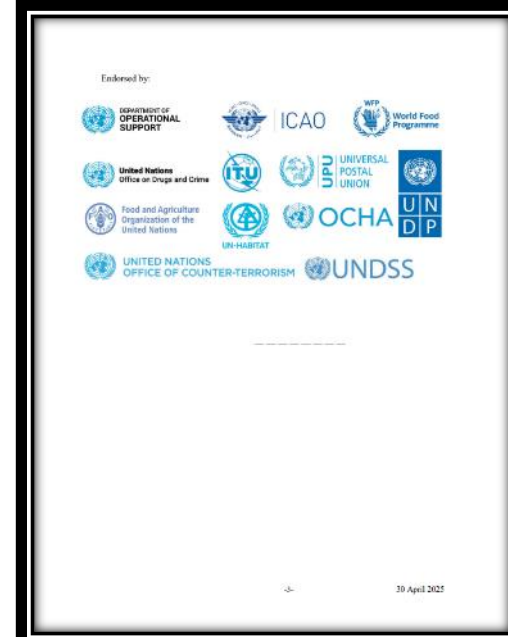 Endorsed by:
DEPARTMENT OF
OPERATIONAL
SUPPORT
ICAO
WFP
World Food
Programme
United Nations
Office on Drugs and Crime
ITU
UPU
UNIVERSAL
POSTAL
UNION
Food and Agriculture
Organization of the
United Nations
UN-HABITAT
OCHA
U N
D P
UNITED NATIONS
OFFICE OF COUNTER-TERRORISM
UNDSS
-3-
30 April 2025